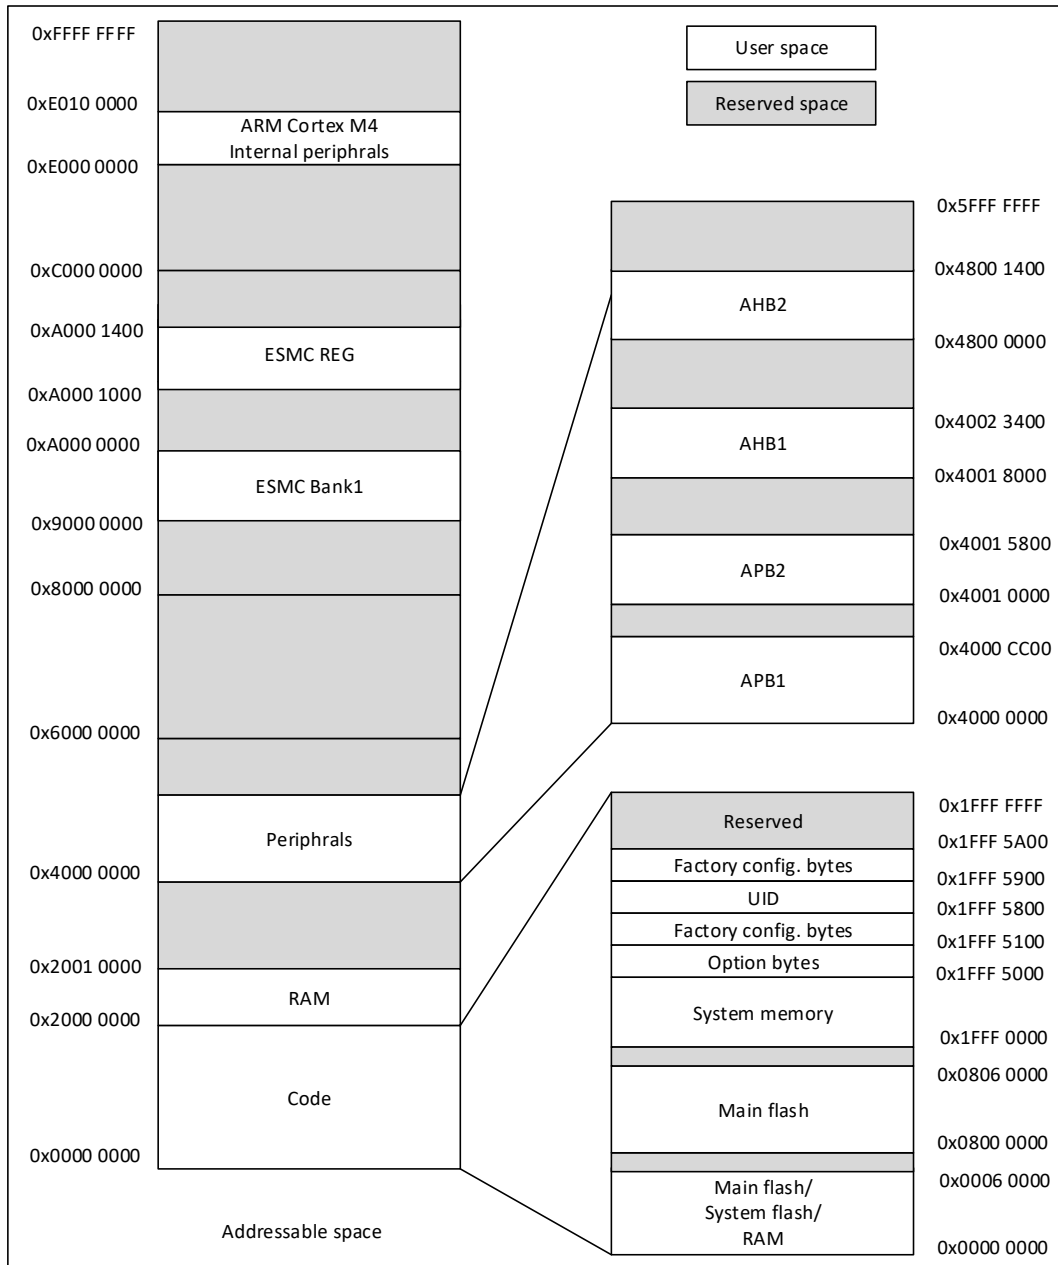 0xFFFF FFFF
0xE010 0000
ARM Cortex M4
Internal periphrals
0xE000 0000
0xC000 0000
0xA000 1400
ESMC REG
0xA000 1000
0xA000 0000
ESMC Bank1
0x9000 0000
0x8000 0000
0x6000 0000
Periphrals
0x4000 0000
0x2001 0000
RAM
0x2000 0000
Code
0x0000 0000
Addressable space
User space
Reserved space
0x5FFF FFFF
0x4800 1400
AHB2
0x4800 0000
0x4002 3400
AHB1
0x4001 8000
0x4001 5800
APB2
0x4001 0000
0x4000 CC00
APB1
0x4000 0000
0x1FFF FFFF
Reserved
0x1FFF 5A00
Factory config. bytes
0x1FFF 5900
UID
0x1FFF 5800
Factory config. bytes
0x1FFF 5100
Option bytes
0x1FFF 5000
System memory
0x1FFF 0000
0x0806 0000
Main flash
0x0800 0000
0x0006 0000
Main flash/
System flash/
RAM
0x0000 0000